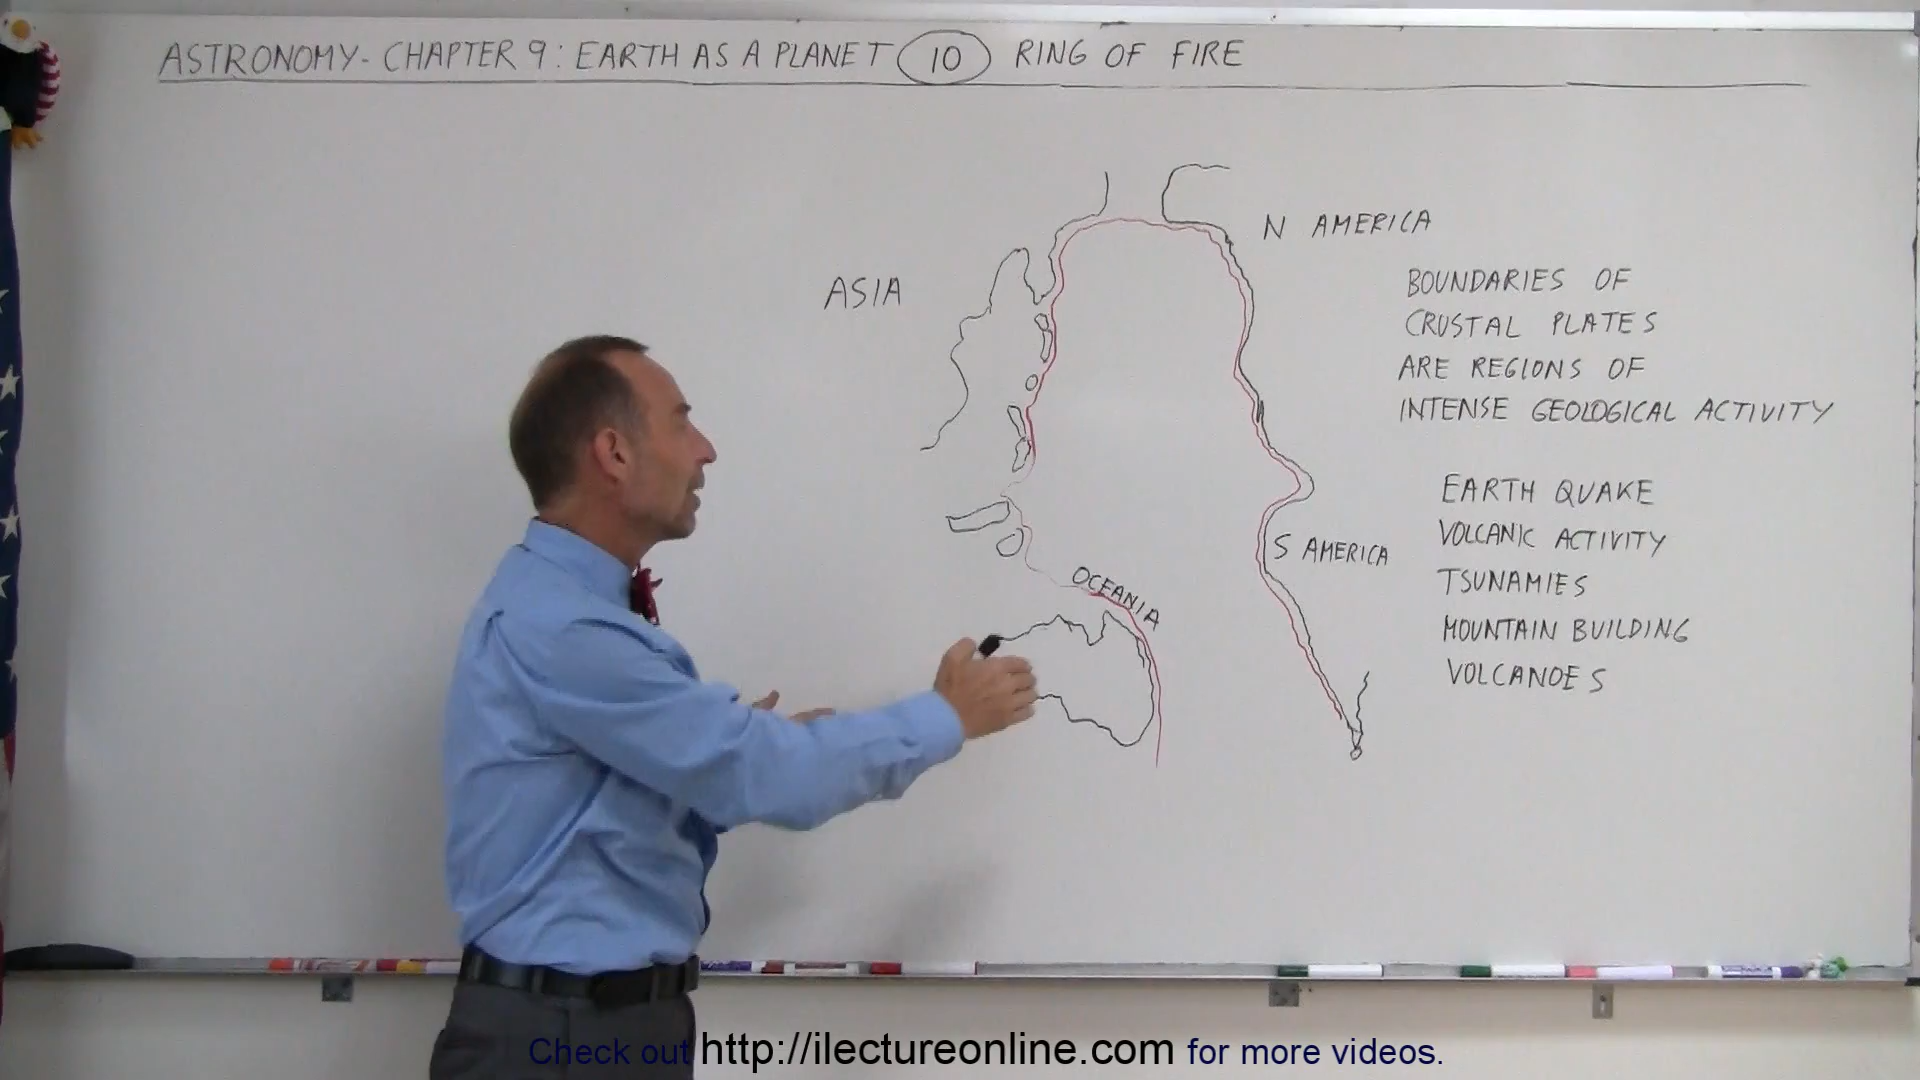 ASTRONOMY- CHAPTER 9: EARTH AS A PLANET 10 RING OF FIRE
N AMERICA
ASIA
BOUNDARIES OF
CRUSTAL PLATES
ARE REGIONS OF
INTENSE GEOLOGICAL ACTIVITY
EARTH QUAKE
VOLCANIC ACTIVITY
S AMERICA
TSUNAMIES
OCEANIA
MOUNTAIN BUILDING
VOLCANOES
Check out http://ilectureonline.com for more videos.